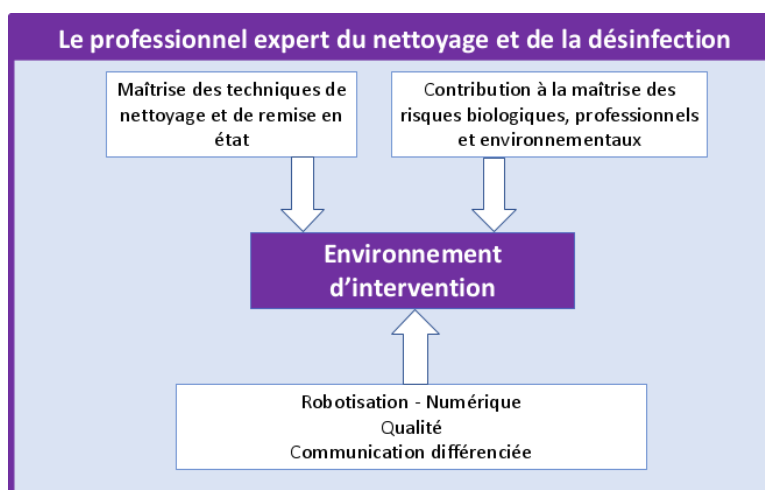 Le professionnel expert du nettoyage et de la désinfection
Maîtrise des techniques de
nettoyage et de remise en
état
Contribution à la maîtrise des
risques biologiques, professionnels
et environnementaux
Environnement
d’intervention
Robotisation - Numérique
Qualité
Communication différenciée